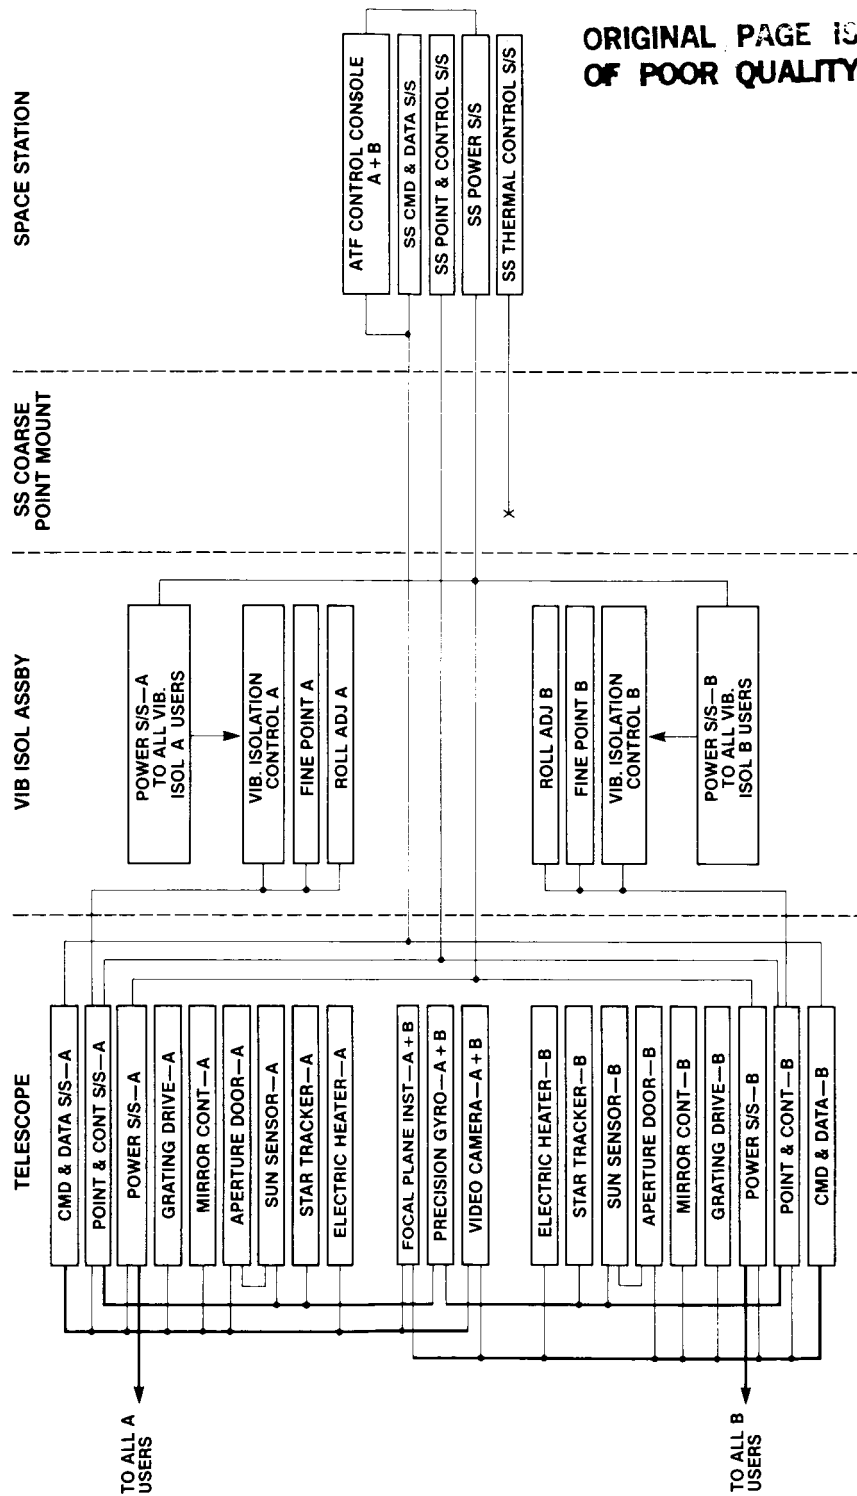 ORIGINAL PAGE IS
OF POOR QUALITY
TELESCOPE
CMD & DATA S/S—A
POINT & CONT S/S—A
POWER S/S—A
GRATING DRIVE—A
MIRROR CONT—A
APERTURE DOOR—A
SUN SENSOR—A
STAR TRACKER—A
ELECTRIC HEATER—A
FOCAL PLANE INST—A + B
PRECISION GYRO—A + B
VIDEO CAMERA—A + B
ELECTRIC HEATER—B
STAR TRACKER—B
SUN SENSOR—B
APERTURE DOOR—B
MIRROR CONT—B
GRATING DRIVE—B
POWER S/S—B
POINT & CONT—B
CMD & DATA—B
TO ALL A
USERS
TO ALL B
USERS
VIB ISOL ASSBY
POWER S/S—A
TO ALL VIB.
ISOL A USERS
VIB. ISOLATION
CONTROL A
FINE POINT A
ROLL ADJ A
ROLL ADJ B
FINE POINT B
VIB. ISOLATION
CONTROL B
POWER S/S—B
TO ALL VIB.
ISOL B USERS
SS COARSE
POINT MOUNT
SPACE STATION
ATF CONTROL CONSOLE
A + B
SS CMD & DATA S/S
SS POINT & CONTROL S/S
SS POWER S/S
SS THERMAL CONTROL S/S